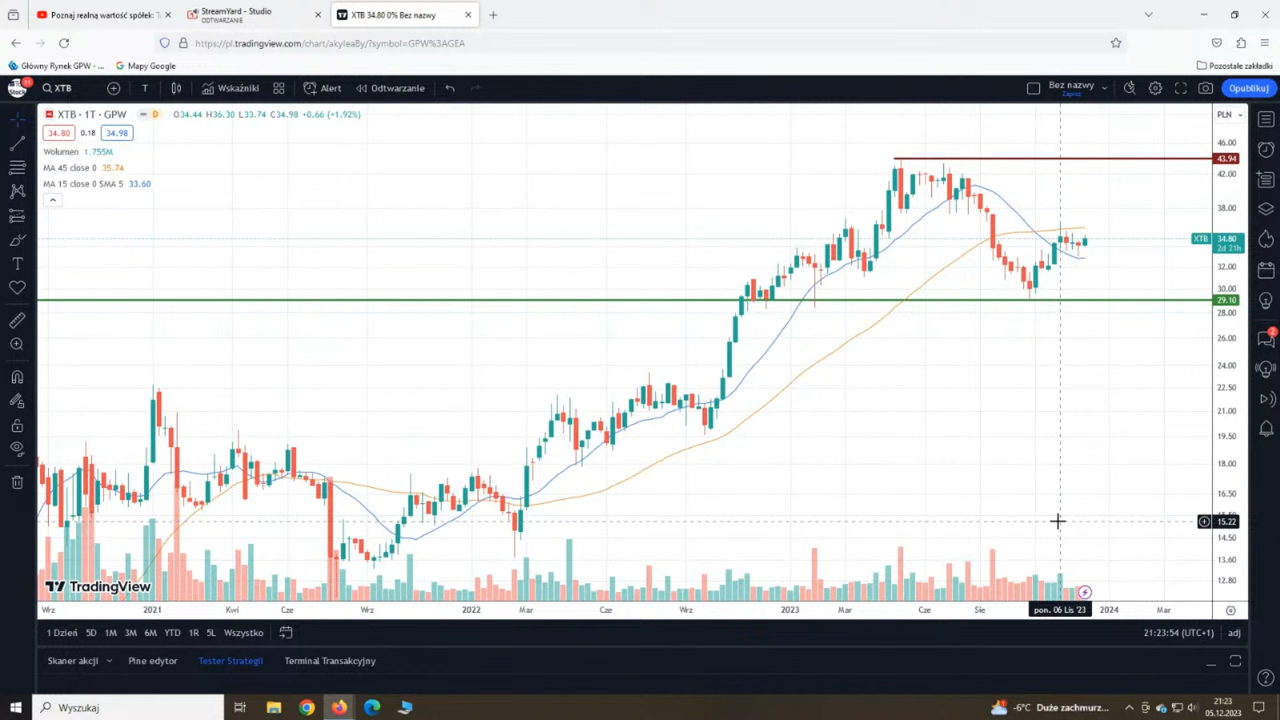 Poznaj realną wartość spółek: T
StreamYard - Studio
ODTWARZANIE
XTB 34.80 0% Bez nazwy
https://pl.tradingview.com/chart/akyleaBy/?symbol=GPW%3AGEA
Główny Rynek GPW - ...
Mapy Google
Pozostałe zakładki
11
XTB
T
Wskaźniki
Alert
Odtwarzanie
Bez nazwy
Zapisz
Opublikuj
XTB · 1T · GPW
D
O34.44 H36.30 L33.74 C34.98 +0.66 (+1.92%)
PLN
34.80
0.18
34.98
Wolumen 1.755M
MA 45 close 0 35.74
MA 15 close 0 SMA 5 33.60
46.00
43.94
42.00
38.00
XTB
34.80
2d 21h
32.00
30.00
29.10
28.00
26.00
24.00
22.50
21.00
19.50
18.00
16.50
15.22
14.50
13.60
12.80
2
TradingView
Wrz
2021
Kwi
Cze
Wrz
2022
Mar
Cze
Wrz
2023
Mar
Cze
Sie
pon. 06 Lis '23
2024
Mar
1 Dzień
5D
1M
3M
6M
YTD
1R
5L
Wszystko
21:23:54 (UTC+1)
adj
Skaner akcji
Pine edytor
Tester Strategii
Terminal Transakcyjny
Wyszukaj
-6°C
Duże zachmurz...
21:23
05.12.2023